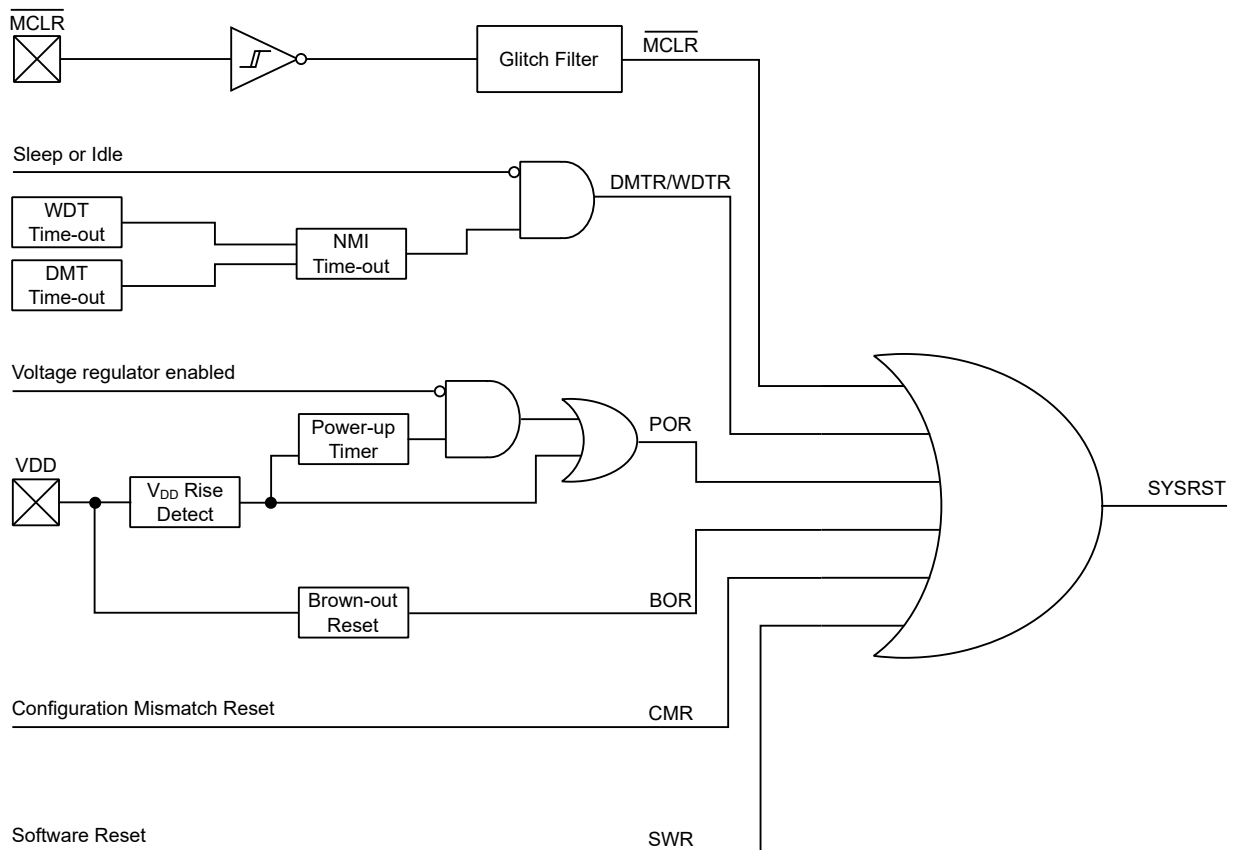 M̅C̅L̅R̅
Glitch Filter
M̅C̅L̅R̅
Sleep or Idle
DMTR/WDTR
WDT
Time-out
NMI
Time-out
DMT
Time-out
Voltage regulator enabled
Power-up
Timer
POR
VDD
VDD Rise
Detect
SYSRST
Brown-out
Reset
BOR
Configuration Mismatch Reset
CMR
Software Reset
SWR